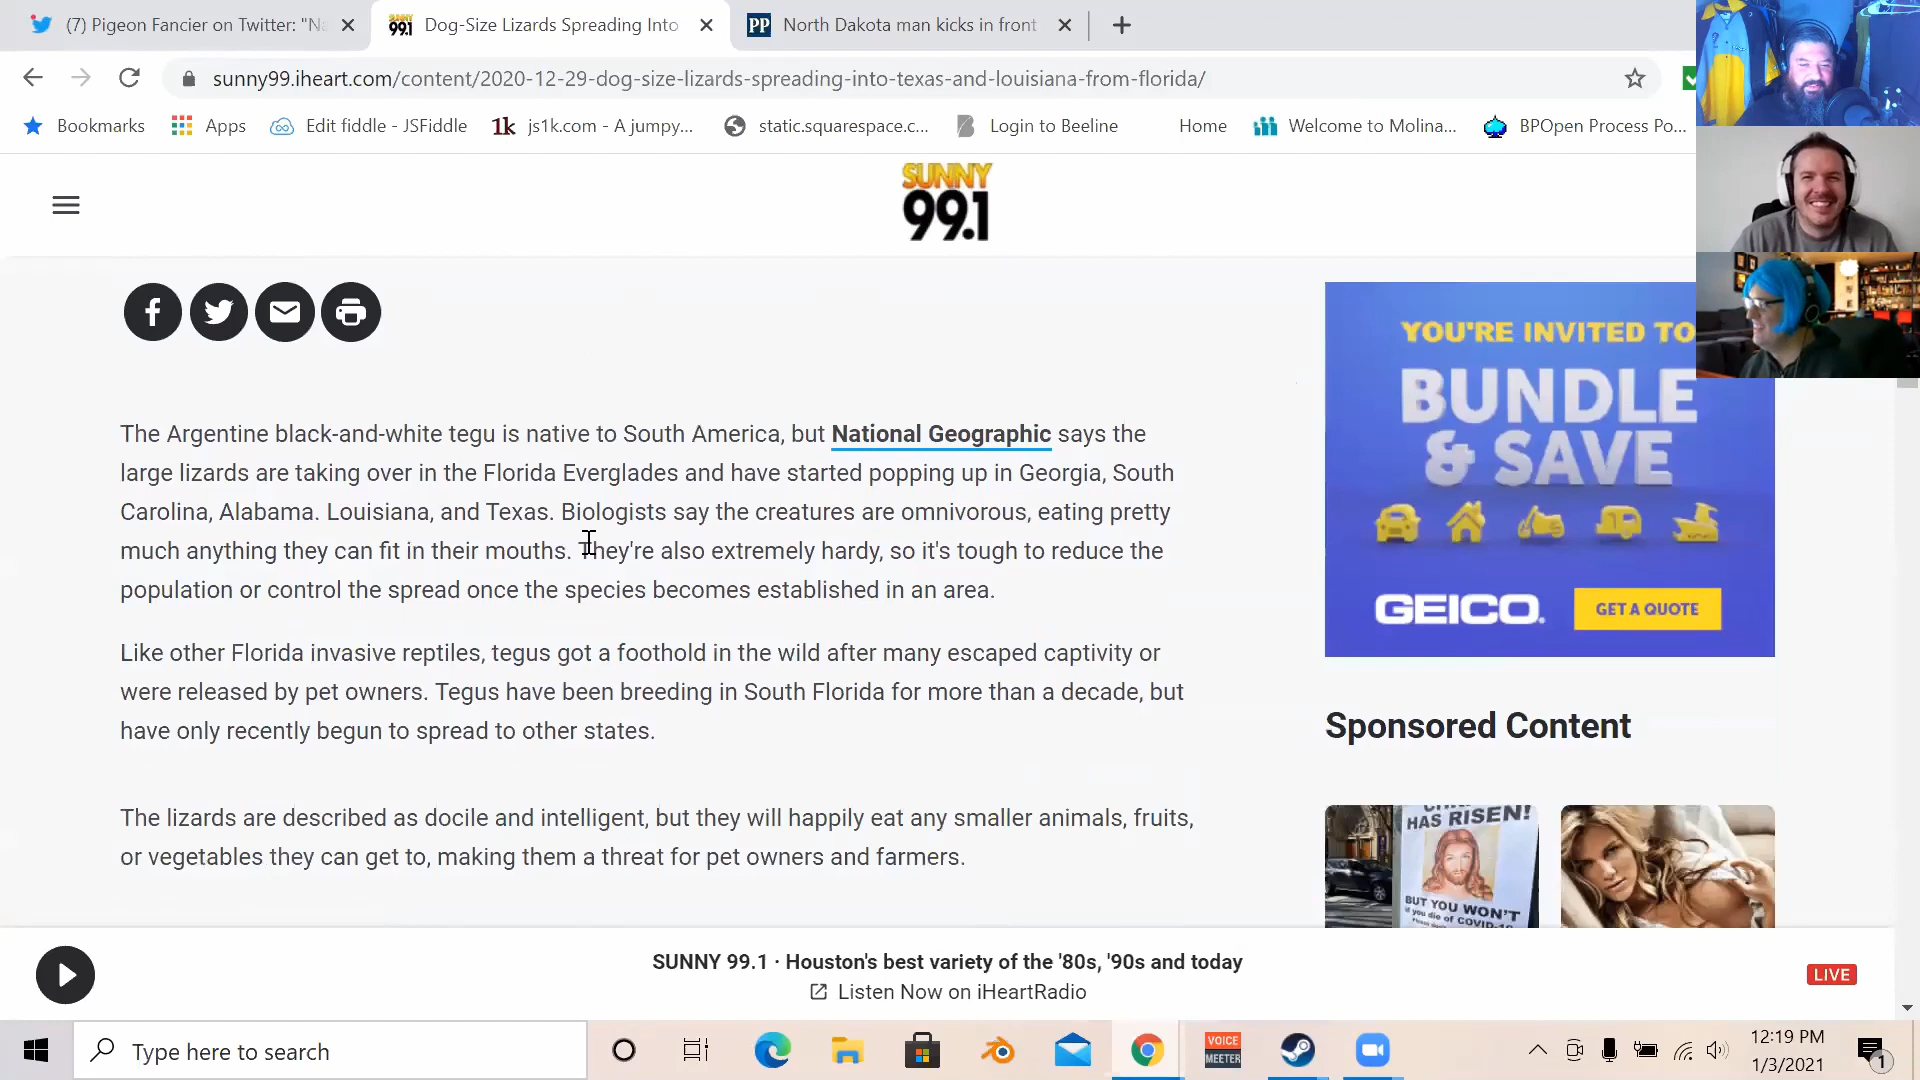 (7) Pigeon Fancier on Twitter: "Na
SUNNY 99.1
Dog-Size Lizards Spreading Into
PP
North Dakota man kicks in front
sunny99.iheart.com/content/2020-12-29-dog-size-lizards-spreading-into-texas-and-louisiana-from-florida/
Bookmarks
Apps
Edit fiddle - JSFiddle
1k
js1k.com - A jumpy...
static.squarespace.c...
Login to Beeline
Home
Welcome to Molina...
BPOpen Process Po...
SUNNY
99.1
The Argentine black-and-white tegu is native to South America, but National Geographic says the
large lizards are taking over in the Florida Everglades and have started popping up in Georgia, South
Carolina, Alabama. Louisiana, and Texas. Biologists say the creatures are omnivorous, eating pretty
much anything they can fit in their mouths. They're also extremely hardy, so it's tough to reduce the
population or control the spread once the species becomes established in an area.
Like other Florida invasive reptiles, tegus got a foothold in the wild after many escaped captivity or
were released by pet owners. Tegus have been breeding in South Florida for more than a decade, but
have only recently begun to spread to other states.
The lizards are described as docile and intelligent, but they will happily eat any smaller animals, fruits,
or vegetables they can get to, making them a threat for pet owners and farmers.
YOU'RE INVITED TO
BUNDLE
& SAVE
GEICO.
GET A QUOTE
Sponsored Content
HAS RISEN!
BUT YOU WON'T
if you die of COVID-19
SUNNY 99.1 · Houston's best variety of the '80s, '90s and today
Listen Now on iHeartRadio
LIVE
Type here to search
VOICE
MEETER
12:19 PM
1/3/2021
1